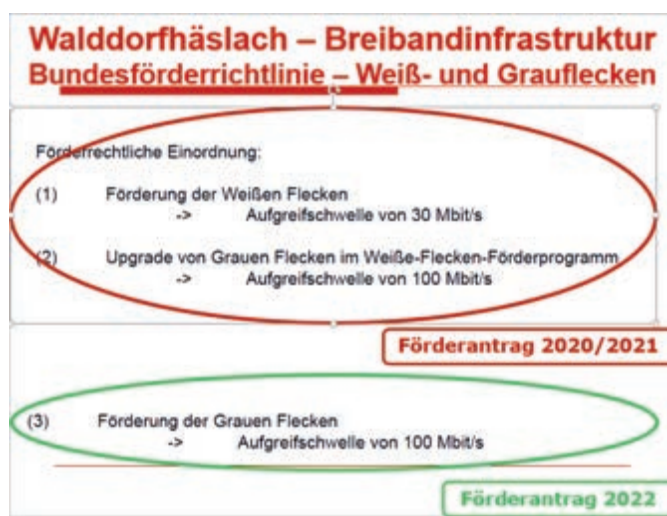 Walddorfhäslach – Breibandinfrastruktur
Bundesförderrichtlinie – Weiß- und Grauflecken
Förderrechtliche Einordnung:
(1) Förderung der Weißen Flecken
-> Aufgreifschwelle von 30 Mbit/s
(2) Upgrade von Grauen Flecken im Weiße-Flecken-Förderprogramm
-> Aufgreifschwelle von 100 Mbit/s
Förderantrag 2020/2021
(3) Förderung der Grauen Flecken
-> Aufgreifschwelle von 100 Mbit/s
Förderantrag 2022